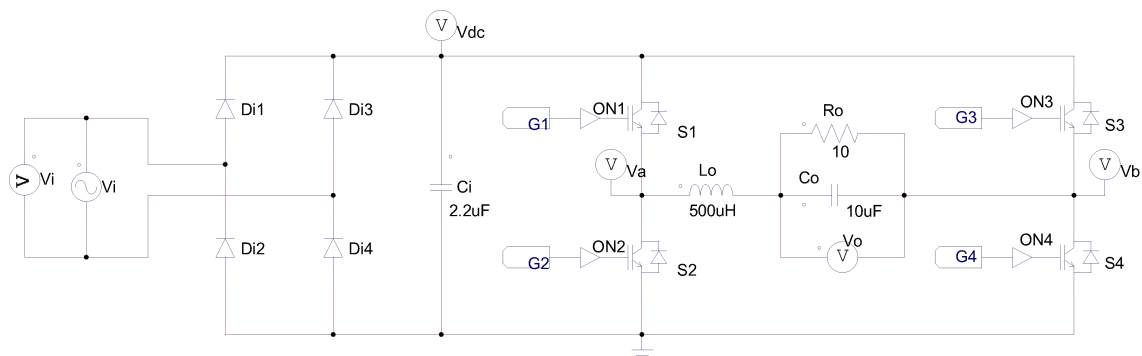 V
Vdc
Di1
Di3
ON1
G1
S1
Ro
10
ON3
G3
S3
V
Vi
Vi
Ci
2.2uF
V
Va
Lo
500uH
Co
10uF
V
Vb
Di2
Di4
ON2
G2
S2
Vo
V
ON4
G4
S4